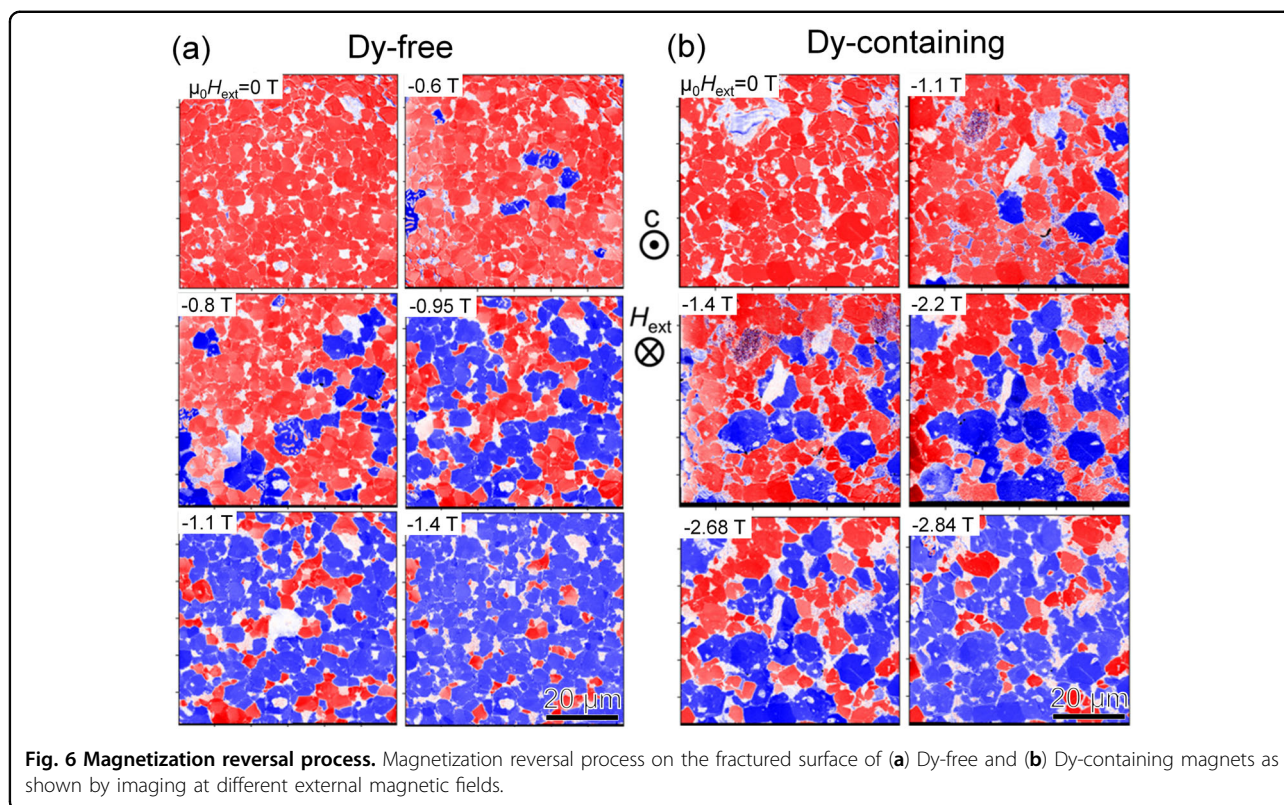 (a) Dy-free
(b) Dy-containing
μ₀Hext=0 T
-0.6 T
μ₀Hext=0 T
-1.1 T
C
-0.8 T
-0.95 T
Hext
-1.4 T
-2.2 T
-1.1 T
-1.4 T
-2.68 T
-2.84 T
20 μm
20 μm
Fig. 6 Magnetization reversal process. Magnetization reversal process on the fractured surface of (a) Dy-free and (b) Dy-containing magnets as
shown by imaging at different external magnetic fields.